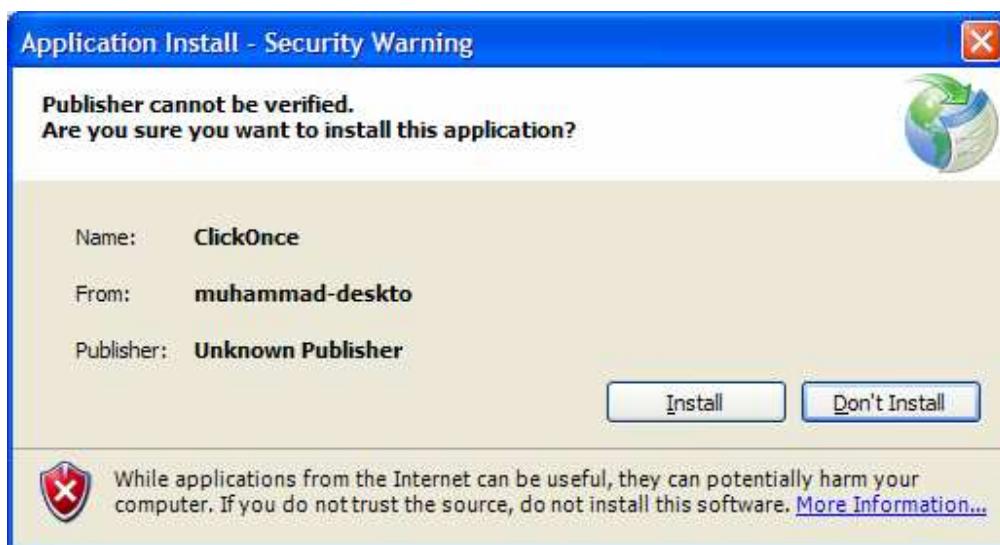 Application Install - Security Warning
Publisher cannot be verified.
Are you sure you want to install this application?
Name: ClickOnce
From: muhammad-deskto
Publisher: Unknown Publisher
Install Don't Install
While applications from the Internet can be useful, they can potentially harm your
computer. If you do not trust the source, do not install this software. More Information...